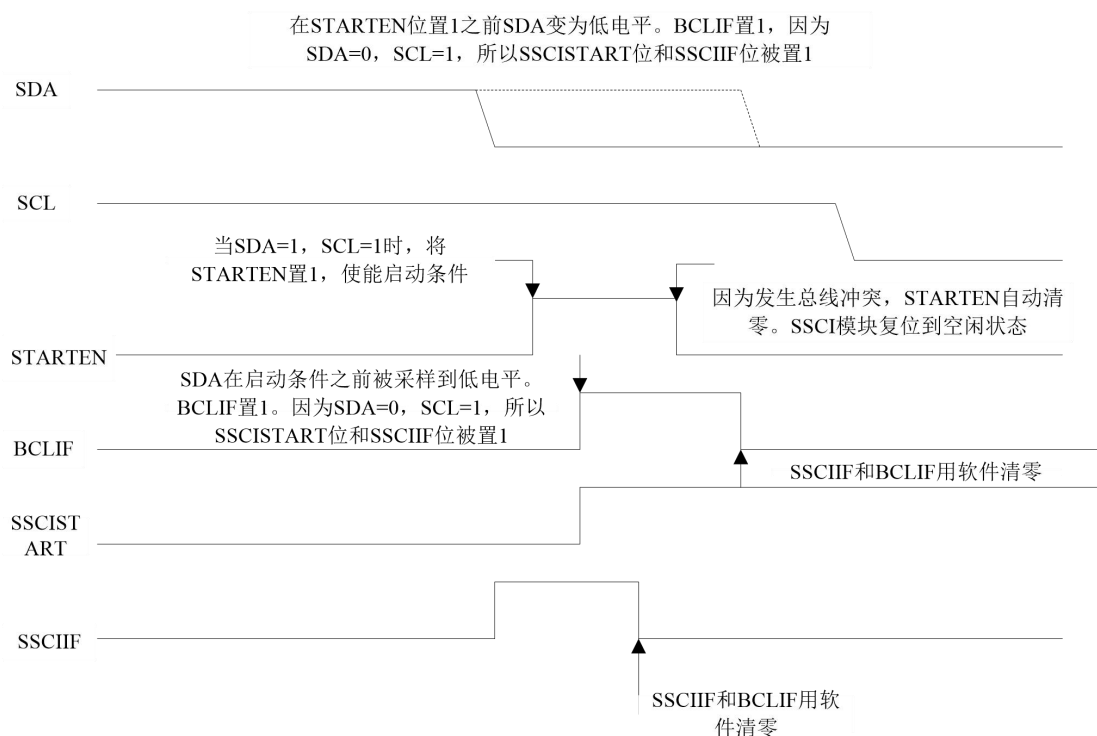 在STARTEN位置1之前SDA变为低电平。BCLIF置1，因为
SDA=0，SCL=1，所以SSCISTART位和SSCIIF位被置1
SDA
SCL
当SDA=1，SCL=1时，将
STARTEN置1，使能启动条件
因为发生总线冲突，STARTEN自动清
零。SSCI模块复位到空闲状态
STARTEN
SDA在启动条件之前被采样到低电平。
BCLIF置1。因为SDA=0，SCL=1，所以
SSCISTART位和SSCIIF位被置1
BCLIF
SSCIIF和BCLIF用软件清零
SSCIST
ART
SSCIIF
SSCIIF和BCLIF用软
件清零